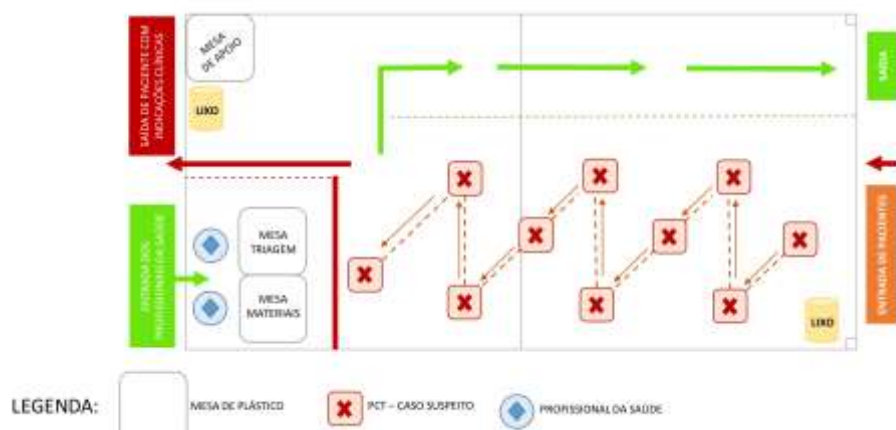 SAÍDA DE PACIENTE COM
INDICAÇÕES CLÍNICAS
MESA
DE APOIO
LIXO
SAÍDA
ENTRADA DOS
PROFISSIONAIS DA SAÚDE
MESA
TRIAGEM
MESA
MATERIAIS
ENTRADA DE PACIENTES
LIXO
LEGENDA:
MESA DE PLÁSTICO
PCT – CASO SUSPEITO
PROFISSIONAL DA SAÚDE